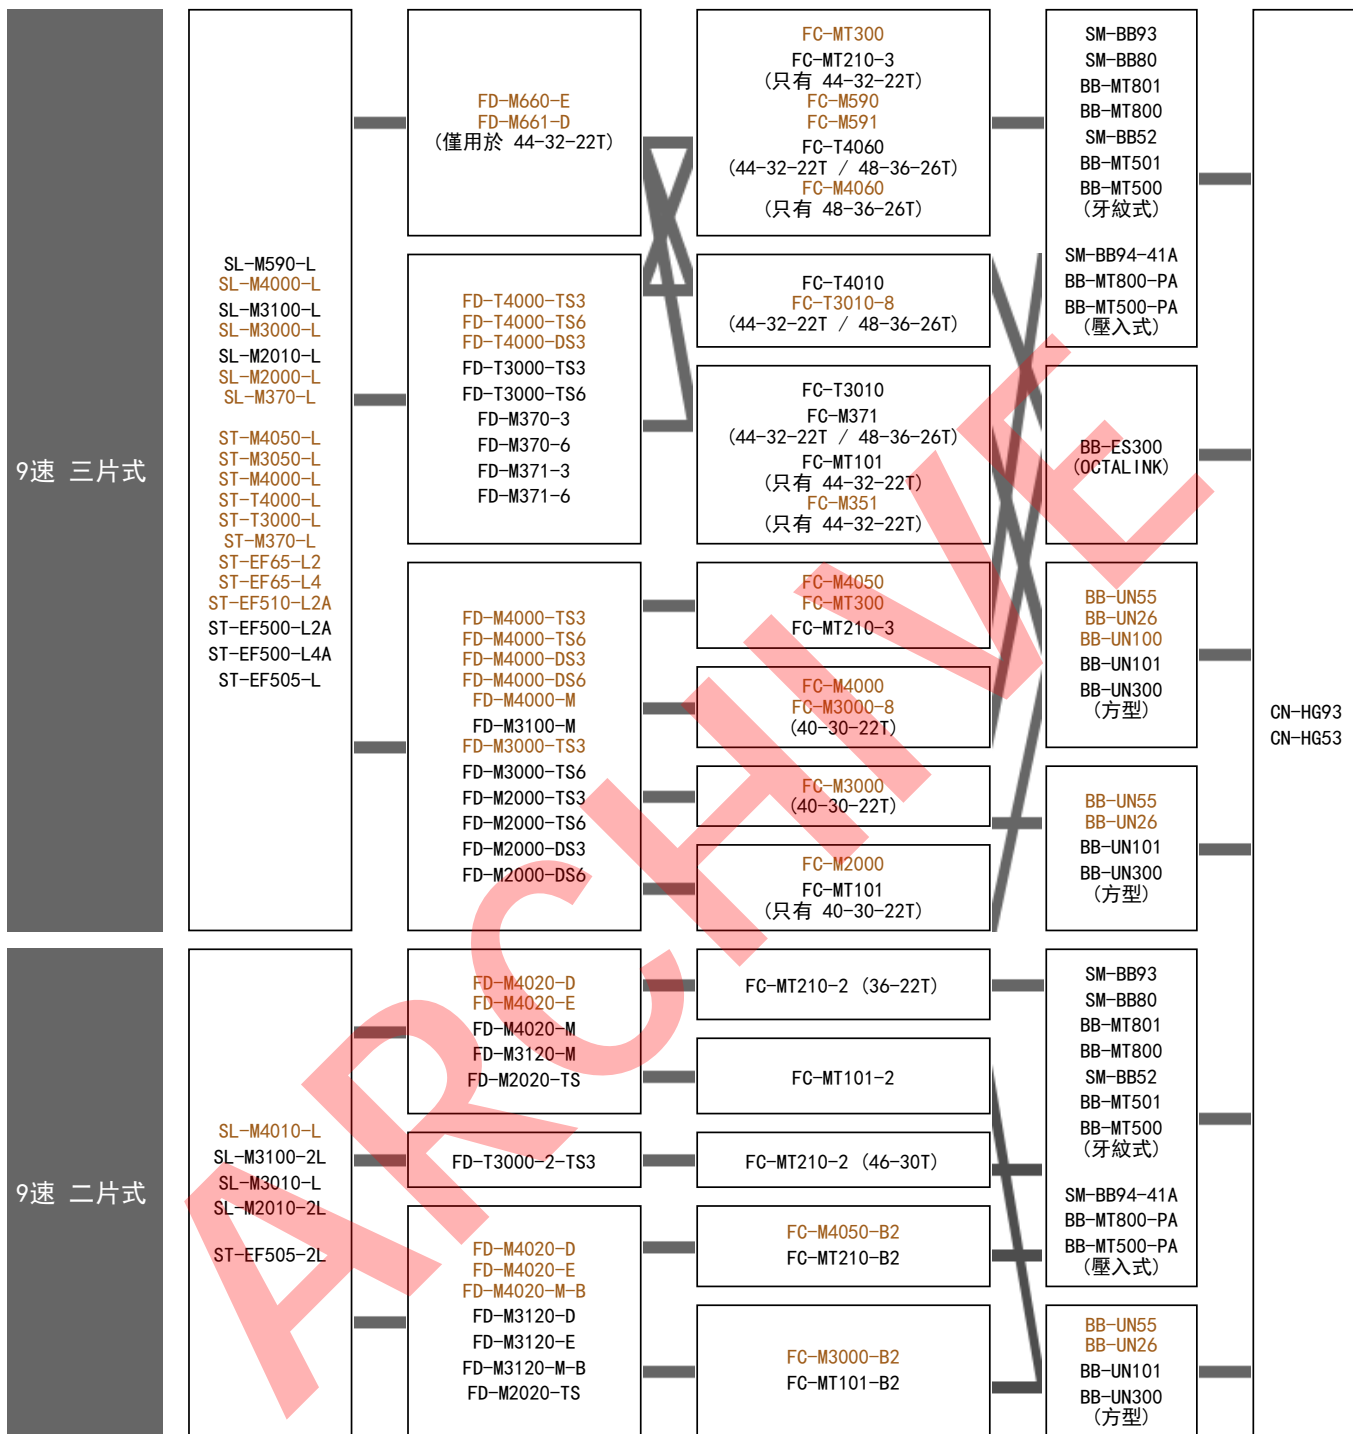 9速 三片式
SL-M590-L
SL-M4000-L
SL-M3100-L
SL-M3000-L
SL-M2010-L
SL-M2000-L
SL-M370-L
ST-M4050-L
ST-M3050-L
ST-M4000-L
ST-T4000-L
ST-T3000-L
ST-M370-L
ST-EF65-L2
ST-EF65-L4
ST-EF510-L2A
ST-EF500-L2A
ST-EF500-L4A
ST-EF505-L
FD-M660-E
FD-M661-D
(僅用於 44-32-22T)
FD-T4000-TS3
FD-T4000-TS6
FD-T4000-DS3
FD-T3000-TS3
FD-T3000-TS6
FD-M370-3
FD-M370-6
FD-M371-3
FD-M371-6
FD-M4000-TS3
FD-M4000-TS6
FD-M4000-DS3
FD-M4000-DS6
FD-M4000-M
FD-M3100-M
FD-M3000-TS3
FD-M3000-TS6
FD-M2000-TS3
FD-M2000-TS6
FD-M2000-DS3
FD-M2000-DS6
FC-MT300
FC-MT210-3
(只有 44-32-22T)
FC-M590
FC-M591
FC-T4060
(44-32-22T / 48-36-26T)
FC-M4060
(只有 48-36-26T)
FC-T4010
FC-T3010-8
(44-32-22T / 48-36-26T)
FC-T3010
FC-M371
(44-32-22T / 48-36-26T)
FC-MT101
(只有 44-32-22T)
FC-M351
(只有 44-32-22T)
FC-M4050
FC-MT300
FC-MT210-3
FC-M4000
FC-M3000-8
(40-30-22T)
FC-M3000
(40-30-22T)
FC-M2000
FC-MT101
(只有 40-30-22T)
SM-BB93
SM-BB80
BB-MT801
BB-MT800
SM-BB52
BB-MT501
BB-MT500
(牙紋式)
SM-BB94-41A
BB-MT800-PA
BB-MT500-PA
(壓入式)
BB-ES300
(OCTALINK)
BB-UN55
BB-UN26
BB-UN100
BB-UN101
BB-UN300
(方型)
BB-UN55
BB-UN26
BB-UN101
BB-UN300
(方型)
CN-HG93
CN-HG53
9速 二片式
SL-M4010-L
SL-M3100-2L
SL-M3010-L
SL-M2010-2L
ST-EF505-2L
FD-M4020-D
FD-M4020-E
FD-M4020-M
FD-M3120-M
FD-M2020-TS
FD-T3000-2-TS3
FD-M4020-D
FD-M4020-E
FD-M4020-M-B
FD-M3120-D
FD-M3120-E
FD-M3120-M-B
FD-M2020-TS
FC-MT210-2 (36-22T)
FC-MT101-2
FC-MT210-2 (46-30T)
FC-M4050-B2
FC-MT210-B2
FC-M3000-B2
FC-MT101-B2
SM-BB93
SM-BB80
BB-MT801
BB-MT800
SM-BB52
BB-MT501
BB-MT500
(牙紋式)
SM-BB94-41A
BB-MT800-PA
BB-MT500-PA
(壓入式)
BB-UN55
BB-UN26
BB-UN101
BB-UN300
(方型)
ARCHIVE